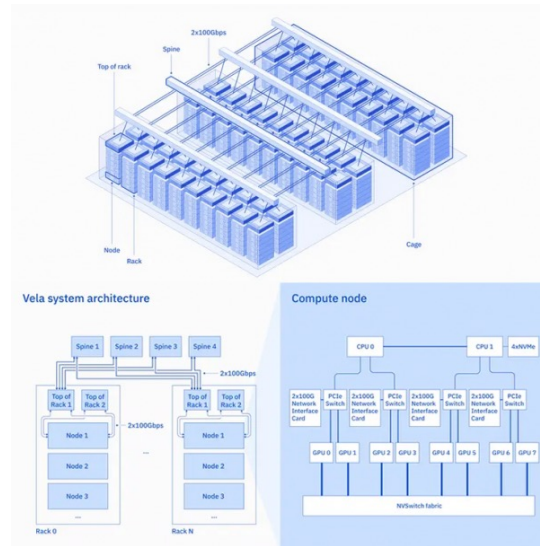 2x100Gbps
Spine
Top of rack
Node
Rack
Cage
Vela system architecture
Spine 1
Spine 2
Spine 3
Spine 4
2x100Gbps
Top of
Rack 1
Top of
Rack 2
Top of
Rack 1
Top of
Rack 2
2x100Gbps
Node 1
Node 1
...
Node 2
Node 2
Node 3
Node 3
...
Rack 0
Rack N
Compute node
CPU 0
CPU 1
4xNVMe
2x100G
Network
Interface
Card
PCIe
Switch
2x100G
Network
Interface
Card
PCIe
Switch
2x100G
Network
Interface
Card
PCIe
Switch
2x100G
Network
Interface
Card
PCIe
Switch
GPU 0
GPU 1
GPU 2
GPU 3
GPU 4
GPU 5
GPU 6
GPU 7
NVSwitch fabric